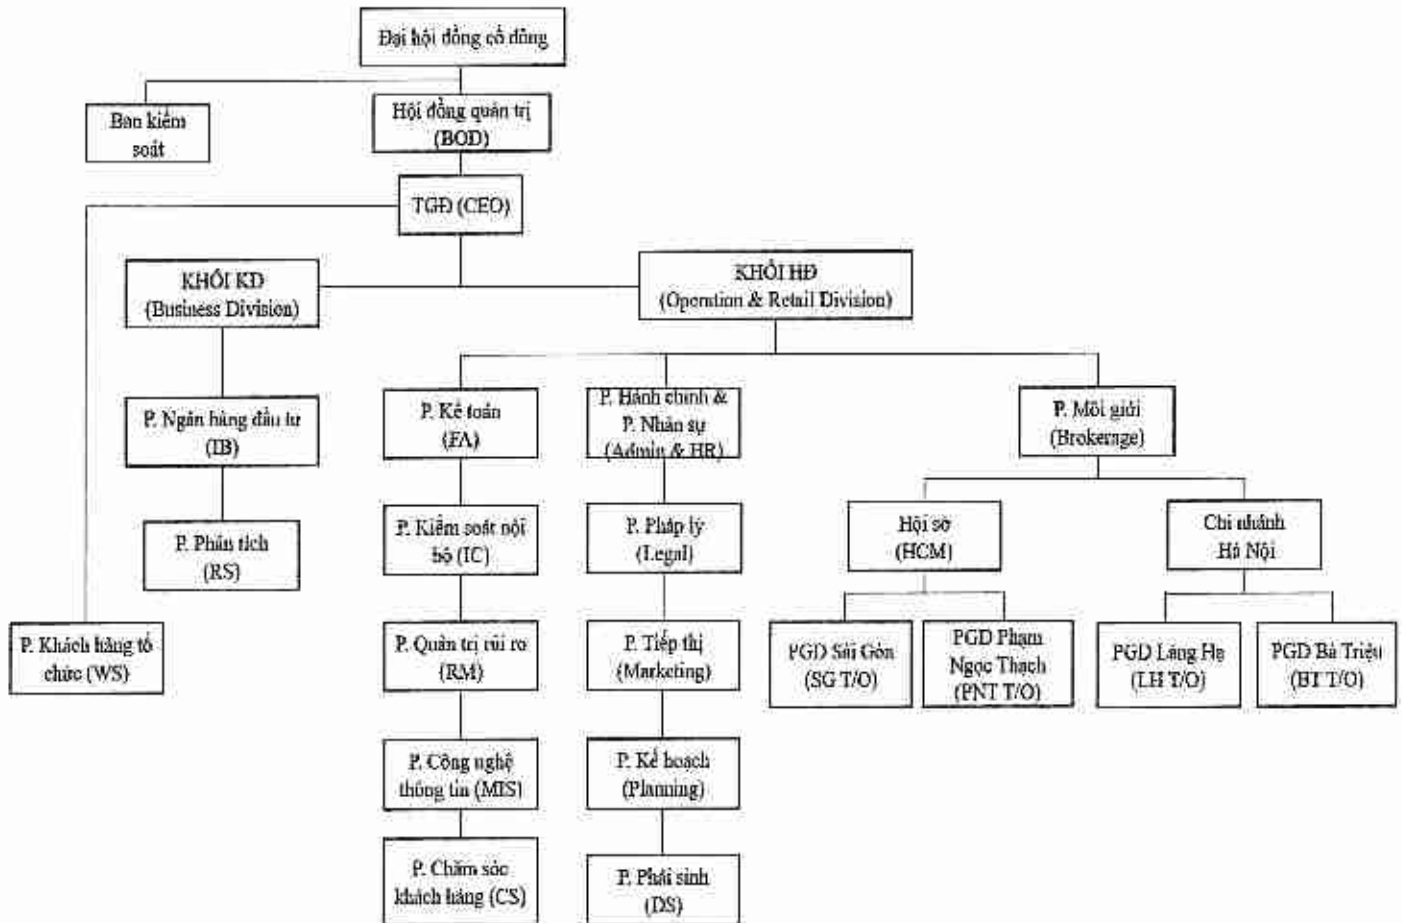 Đại hội đồng cổ đông
Ban kiểm
soát
Hội đồng quản trị
(BOD)
TGĐ (CEO)
KHỐI KD
(Business Division)
KHỐI HĐ
(Operation & Retail Division)
P. Ngân hàng đầu tư
(IB)
P. Phân tích
(RS)
P. Khách hàng tổ
chức (WS)
P. Kế toán
(FA)
P. Kiểm soát nội
bộ (IC)
P. Quản trị rủi ro
(RM)
P. Công nghệ
thông tin (MIS)
P. Chăm sóc
khách hàng (CS)
P. Hành chính &
P. Nhân sự
(Admin & HR)
P. Pháp lý
(Legal)
P. Tiếp thị
(Marketing)
P. Kế hoạch
(Planning)
P. Phái sinh
(DS)
P. Môi giới
(Brokerage)
Hội sở
(HCM)
Chi nhánh
Hà Nội
PGD Sài Gòn
(SG T/O)
PGD Phạm
Ngọc Thạch
(PNT T/O)
PGD Láng Hạ
(LH T/O)
PGD Bà Triệu
(BT T/O)